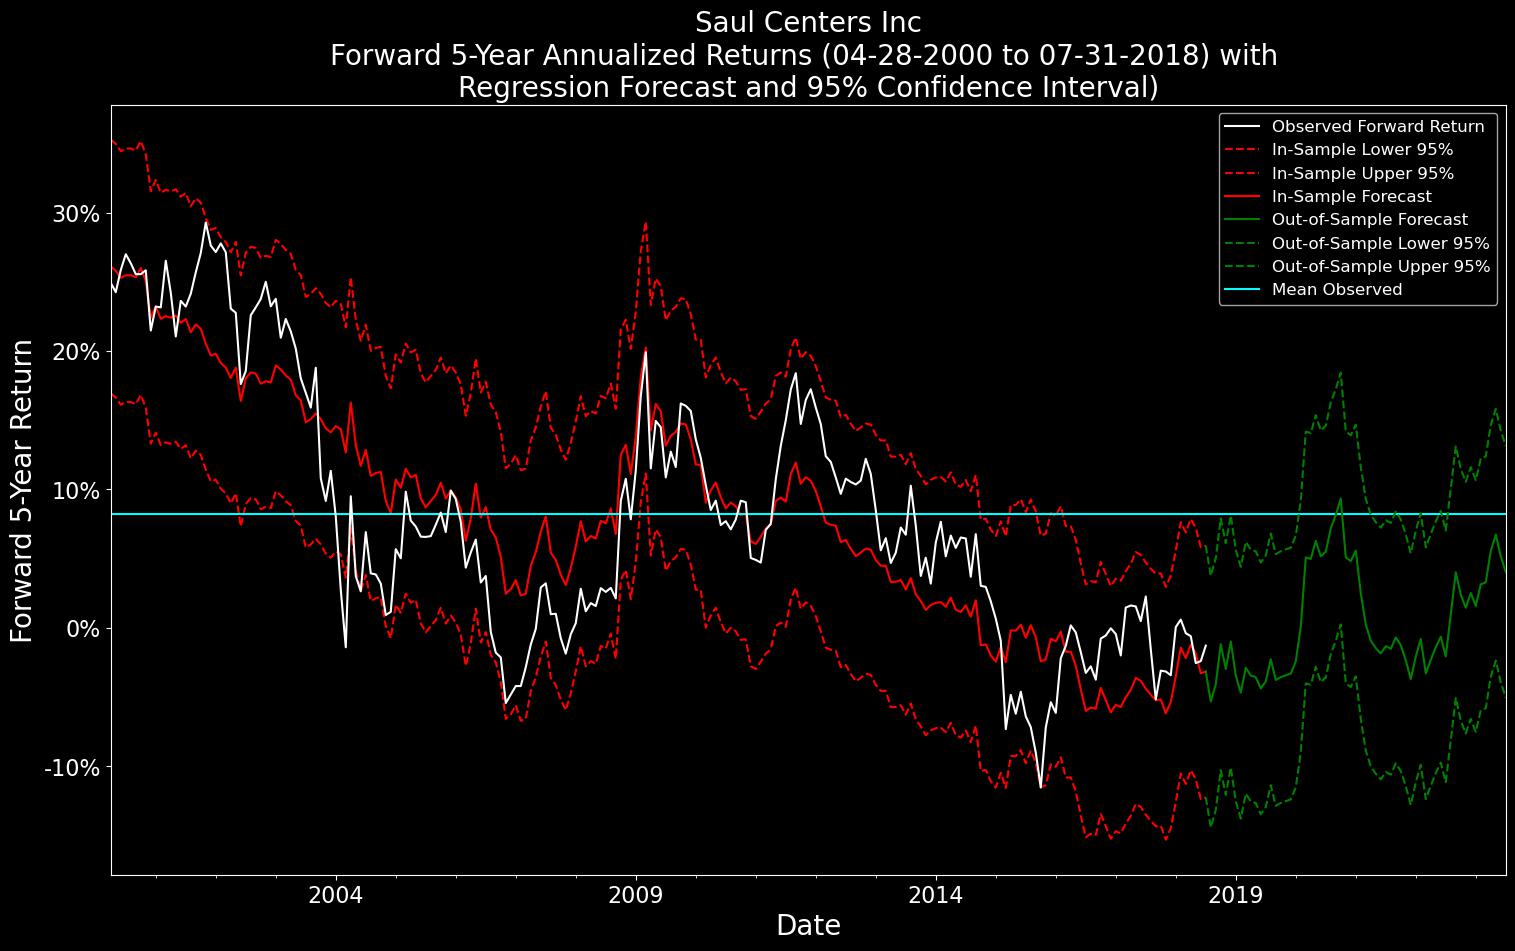 Saul Centers Inc
Forward 5-Year Annualized Returns (04-28-2000 to 07-31-2018) with
Regression Forecast and 95% Confidence Interval)
Observed Forward Return
In-Sample Lower 95%
In-Sample Upper 95%
In-Sample Forecast
Out-of-Sample Forecast
Out-of-Sample Lower 95%
Out-of-Sample Upper 95%
Mean Observed
Forward 5-Year Return
30%
20%
10%
0%
-10%
2004
2009
2014
2019
Date